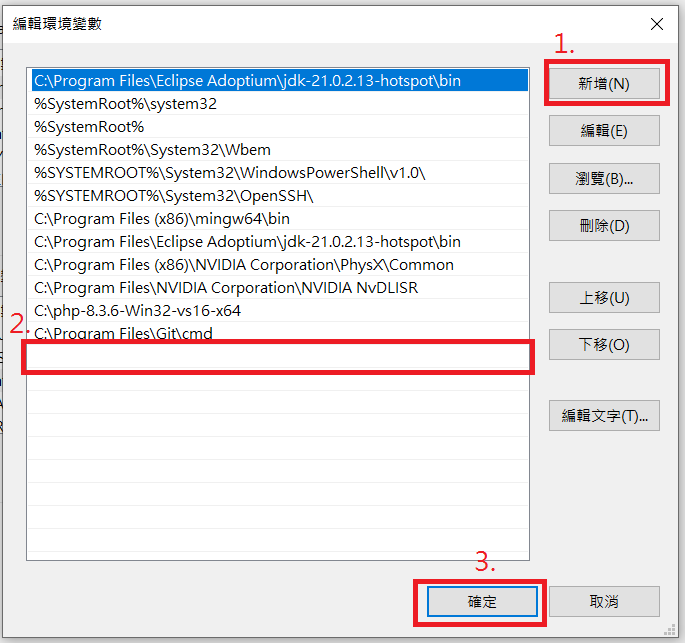 編輯環境變數
1.
C:\Program Files\Eclipse Adoptium\jdk-21.0.2.13-hotspot\bin
新增(N)
%SystemRoot%\system32
%SystemRoot%
編輯(E)
%SystemRoot%\System32\Wbem
%SYSTEMROOT%\System32\WindowsPowerShell\v1.0\
瀏覽(B)...
%SYSTEMROOT%\System32\OpenSSH\
C:\Program Files (x86)\mingw64\bin
刪除(D)
C:\Program Files\Eclipse Adoptium\jdk-21.0.2.13-hotspot\bin
C:\Program Files (x86)\NVIDIA Corporation\PhysX\Common
C:\Program Files\NVIDIA Corporation\NVIDIA NvDLISR
上移(U)
C:\php-8.3.6-Win32-vs16-x64
2.
C:\Program Files\Git\cmd
下移(O)
編輯文字(T)...
3.
確定
取消